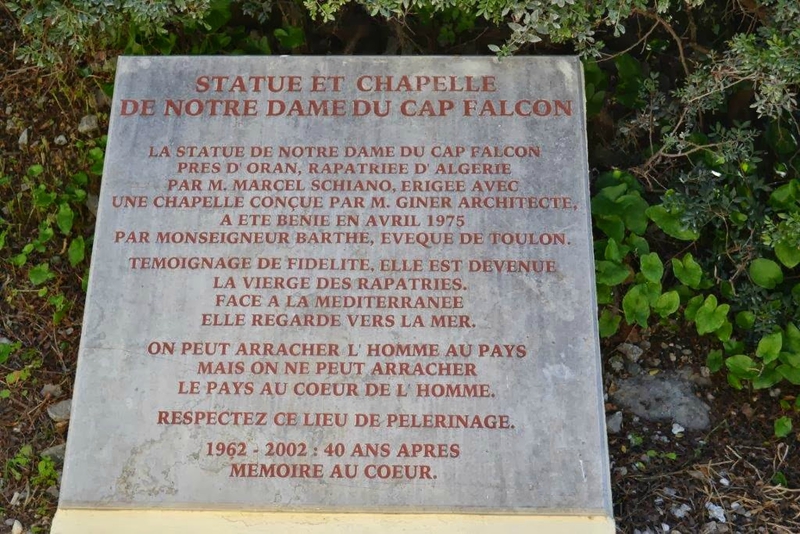 STATUE ET CHAPELLE
DE NOTRE DAME DU CAP FALCON
LA STATUE DE NOTRE DAME DU CAP FALCON
PRES D' ORAN, RAPATRIEE D' ALGERIE
PAR M. MARCEL SCHIANO, ERIGEE AVEC
UNE CHAPELLE CONÇUE PAR M. GINER ARCHITECTE,
A ETE BENIE EN AVRIL 1975
PAR MONSEIGNEUR BARTHE, EVEQUE DE TOULON.
TEMOIGNAGE DE FIDELITE, ELLE EST DEVENUE
LA VIERGE DES RAPATRIES.
FACE A LA MEDITERRANEE
ELLE REGARDE VERS LA MER.
ON PEUT ARRACHER L' HOMME AU PAYS
MAIS ON NE PEUT ARRACHER
LE PAYS AU COEUR DE L' HOMME.
RESPECTEZ CE LIEU DE PELERINAGE.
1962 - 2002 : 40 ANS APRES
MEMOIRE AU COEUR.